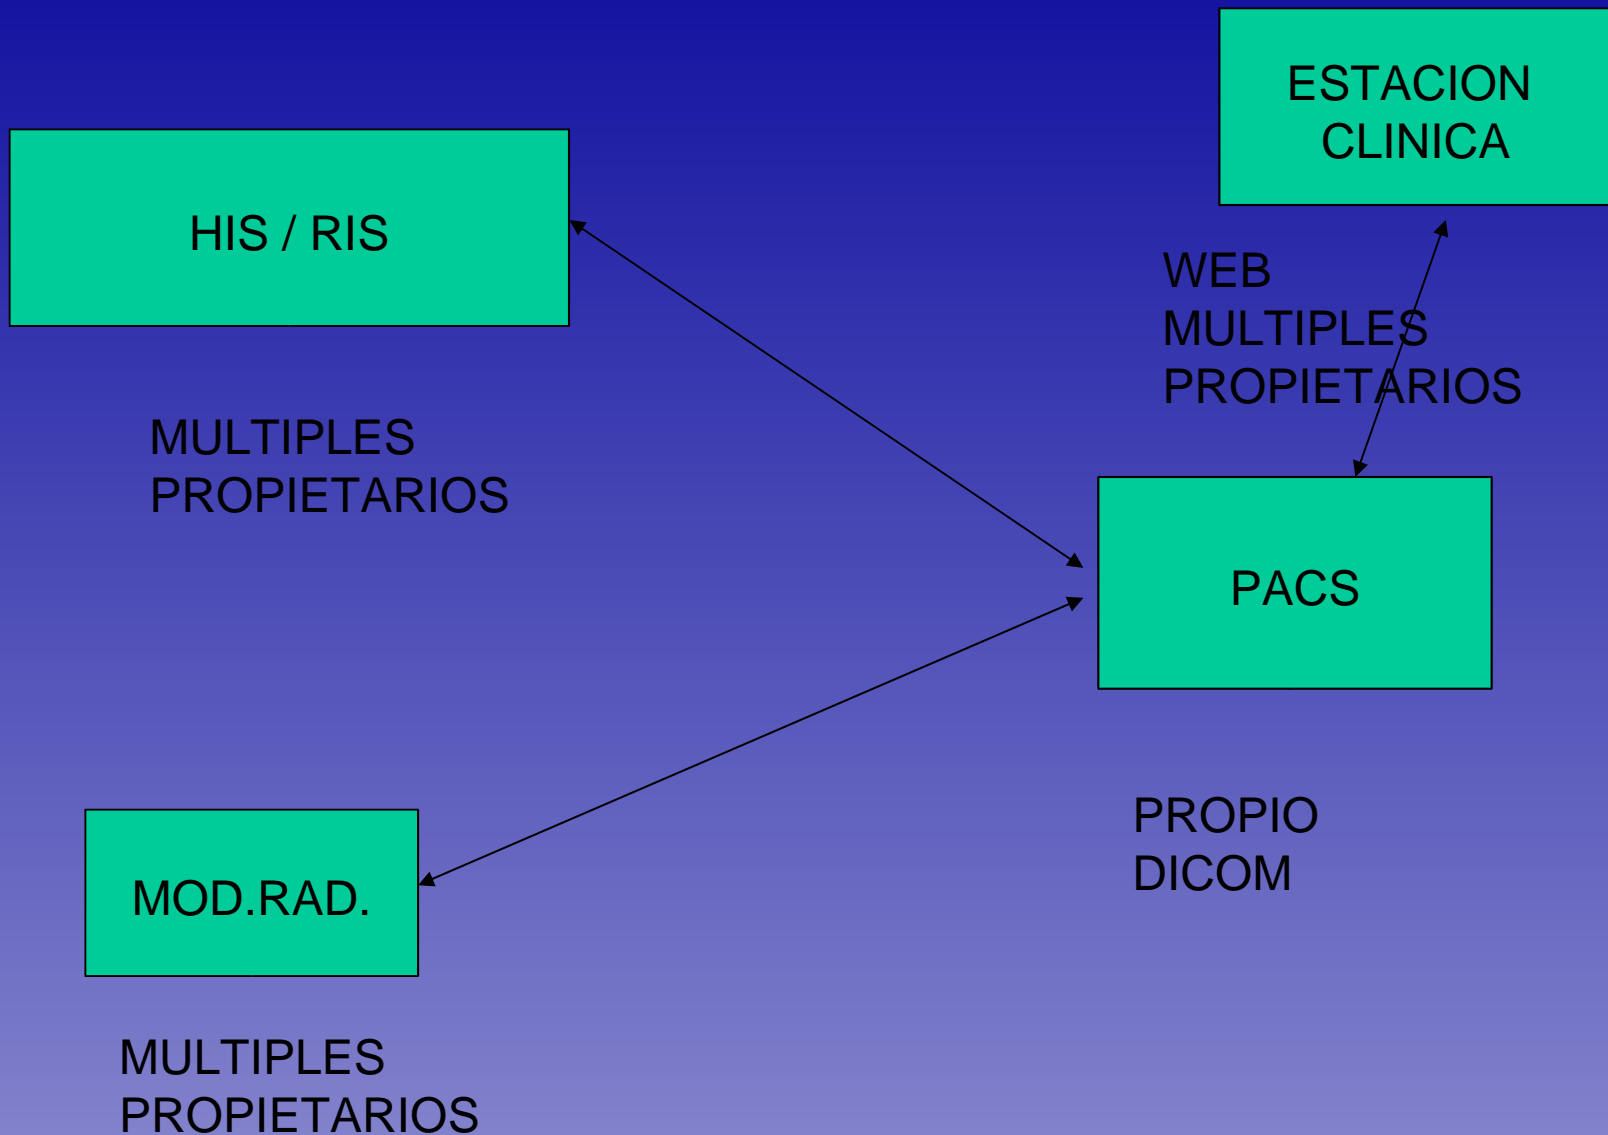 ESTACION
CLINICA
HIS / RIS
WEB
MULTIPLES
PROPIETARIOS
MULTIPLES
PROPIETARIOS
PACS
PROPIO
DICOM
MOD.RAD.
MULTIPLES
PROPIETARIOS